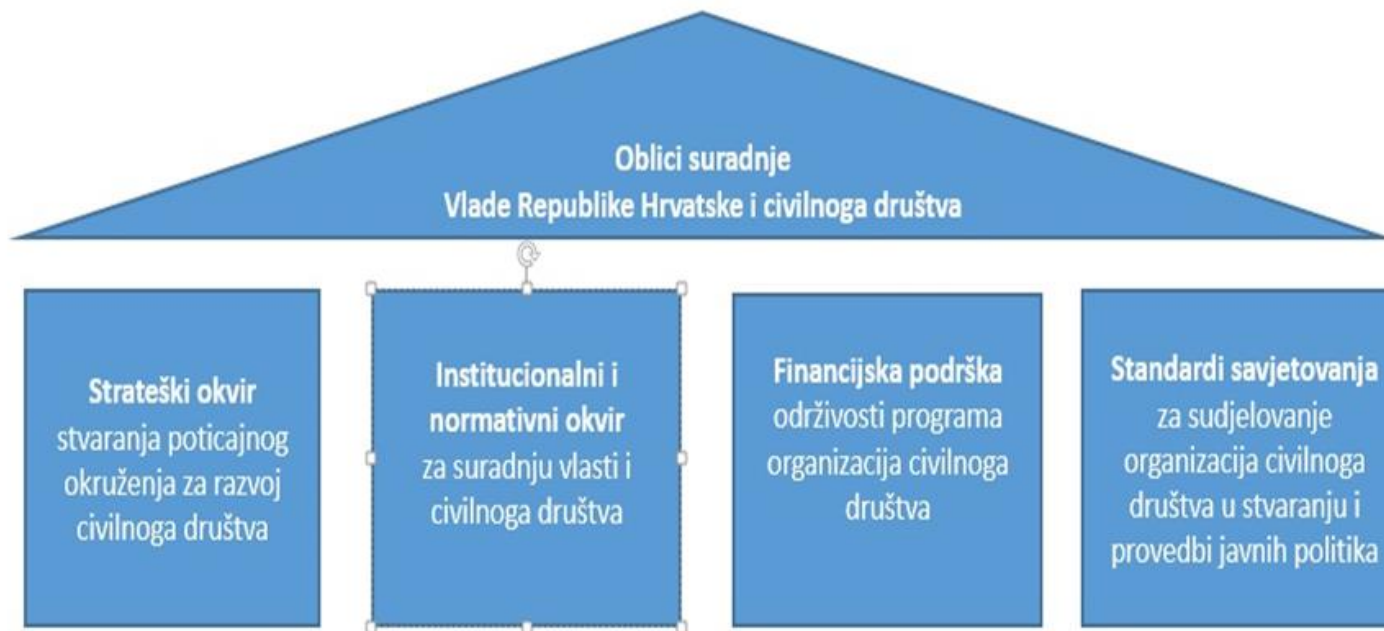 Oblici suradnje
Vlade Republike Hrvatske i civilnoga društva
Strateški okvir
stvaranja poticajnog
okruženja za razvoj
civilnoga društva
Institucionalni i
normativni okvir
za suradnju vlasti i
civilnoga društva
Financijska podrška
održivosti programa
organizacija civilnoga
društva
Standardi savjetovanja
za sudjelovanje
organizacija civilnoga
društva u stvaranju i
provedbi javnih politika